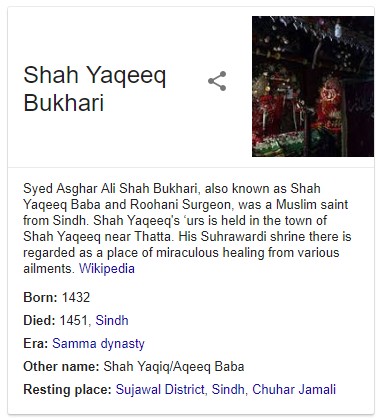 Shah Yaqeeq
Bukhari
Syed Asghar Ali Shah Bukhari, also known as Shah
Yaqeeq Baba and Roohani Surgeon, was a Muslim saint
from Sindh. Shah Yaqeeq's ‘urs is held in the town of
Shah Yaqeeq near Thatta. His Suhrawardi shrine there is
regarded as a place of miraculous healing from various
ailments. Wikipedia
Born: 1432
Died: 1451, Sindh
Era: Samma dynasty
Other name: Shah Yaqiq/Aqeeq Baba
Resting place: Sujawal District, Sindh, Chuhar Jamali